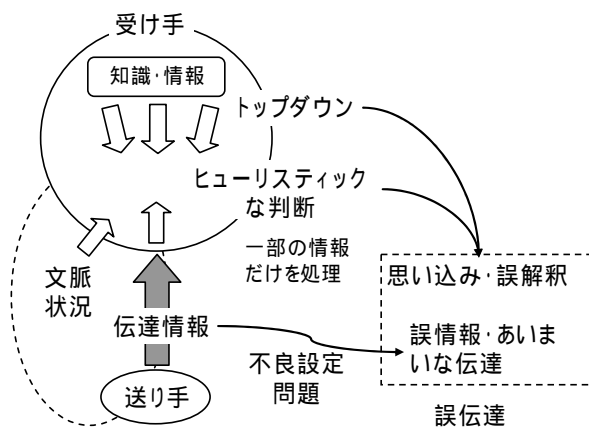 受け手
知識・情報
トップダウン
ヒューリスティック
な判断
一部の情報
だけを処理
文脈
状況
思い込み・誤解釈
伝達情報
誤情報・あいま
いな伝達
不良設定
問題
送り手
誤伝達